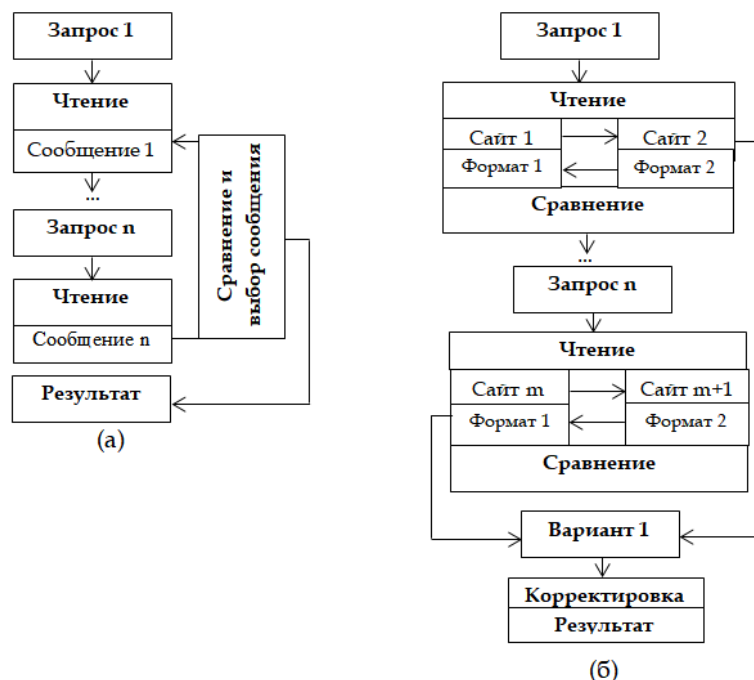 Запрос 1
Чтение
Сообщение 1
...
Запрос n
Чтение
Сообщение n
Сравнение и
выбор сообщения
Результат
(а)
Запрос 1
Чтение
Сайт 1
Сайт 2
Формат 1
Формат 2
Сравнение
...
Запрос n
Чтение
Сайт m
Сайт m+1
Формат 1
Формат 2
Сравнение
Вариант 1
Корректировка
Результат
(б)